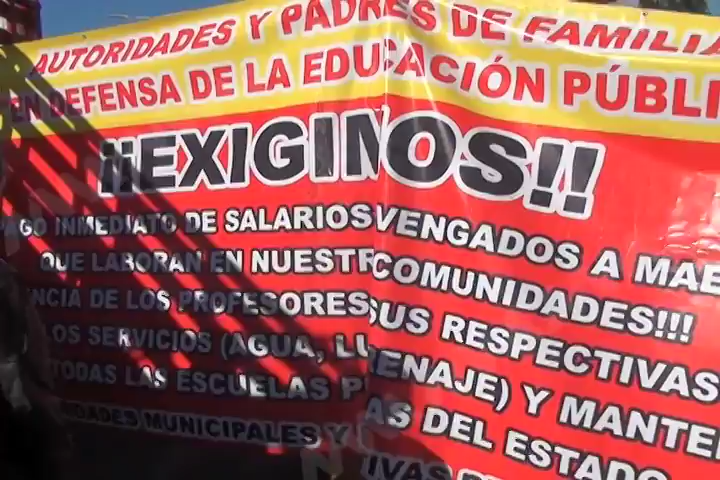 AUTORIDADES Y PADRES DE FAMILIA
EN DEFENSA DE LA EDUCACIÓN PÚBLI
¡¡EXIGIMOS!!
PAGO INMEDIATO DE SALARIOS VENGADOS A MAE
QUE LABORAN EN NUESTR COMUNIDADES!!!
NCIA DE LOS PROFESORES SUS RESPECTIVAS
LOS SERVICIOS (AGUA, LU ENAJE) Y MANTE
TODAS LAS ESCUELAS P AS DEL ESTADO
MUNICIPALES Y IVAS